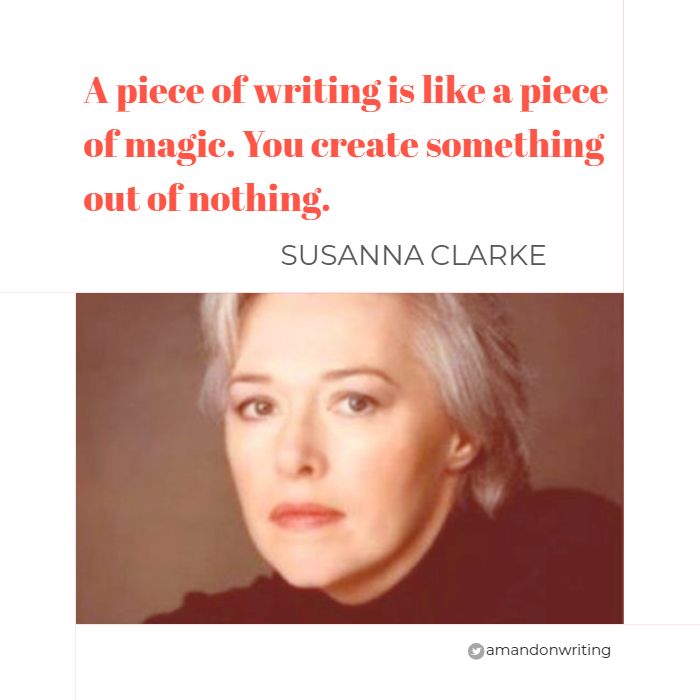 A piece of writing is like a piece
of magic. You create something
out of nothing.
SUSANNA CLARKE
amandonwriting